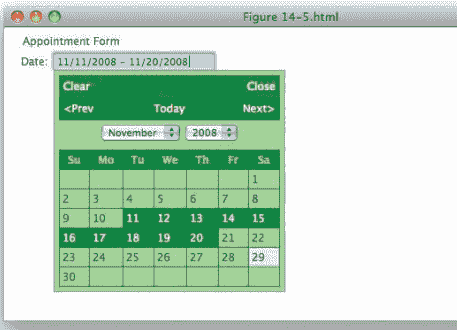 Figure 14-5.html
Appointment Form
Date: 11/11/2008 - 11/20/2008
Clear Close
<Prev Today Next>
November 2008
Su Mo Tu We Th Fr Sa
1
2 3 4 5 6 7 8
9 10 11 12 13 14 15
16 17 18 19 20 21 22
23 24 25 26 27 28 29
30